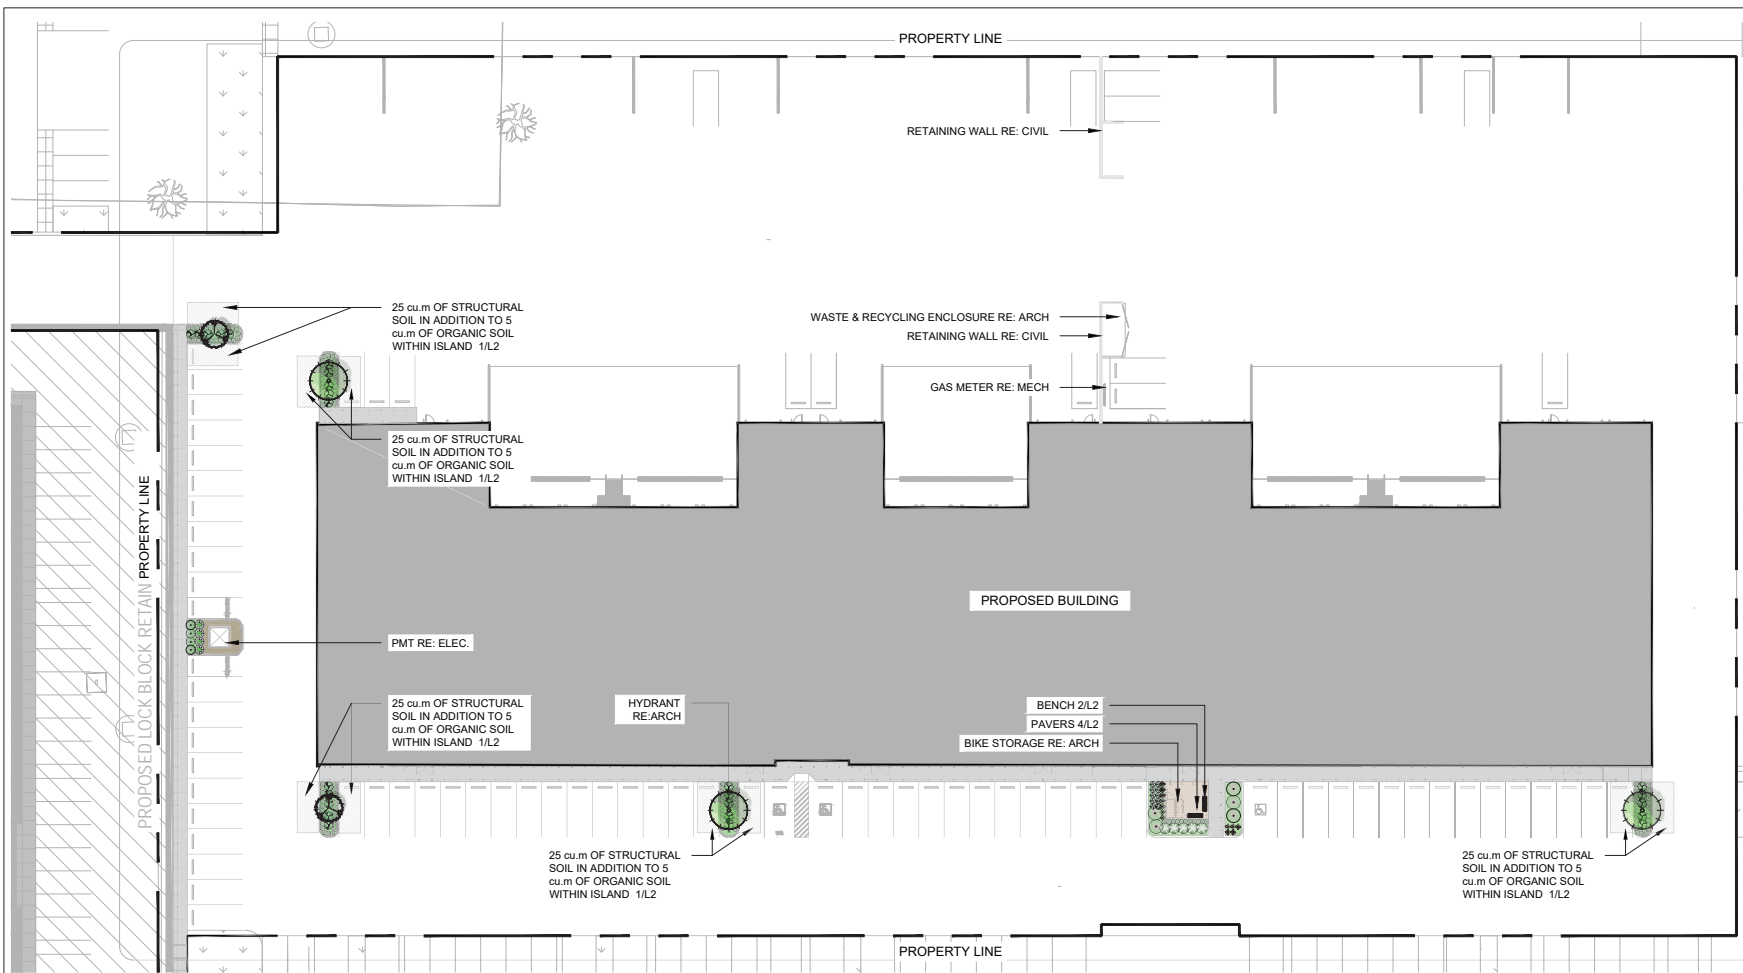 PROPERTY LINE
RETAINING WALL RE: CIVIL
25 cu.m OF STRUCTURAL
SOIL IN ADDITION TO 5
cu.m OF ORGANIC SOIL
WITHIN ISLAND 1/L2
WASTE & RECYCLING ENCLOSURE RE: ARCH
RETAINING WALL RE: CIVIL
GAS METER RE: MECH
25 cu.m OF STRUCTURAL
SOIL IN ADDITION TO 5
cu.m OF ORGANIC SOIL
WITHIN ISLAND 1/L2
PROPERTY LINE
PROPOSED LOCK BLOCK RETAIN
PROPOSED BUILDING
PMT RE: ELEC.
25 cu.m OF STRUCTURAL
SOIL IN ADDITION TO 5
cu.m OF ORGANIC SOIL
WITHIN ISLAND 1/L2
HYDRANT
RE:ARCH
BENCH 2/L2
PAVERS 4/L2
BIKE STORAGE RE: ARCH
25 cu.m OF STRUCTURAL
SOIL IN ADDITION TO 5
cu.m OF ORGANIC SOIL
WITHIN ISLAND 1/L2
25 cu.m OF STRUCTURAL
SOIL IN ADDITION TO 5
cu.m OF ORGANIC SOIL
WITHIN ISLAND 1/L2
PROPERTY LINE